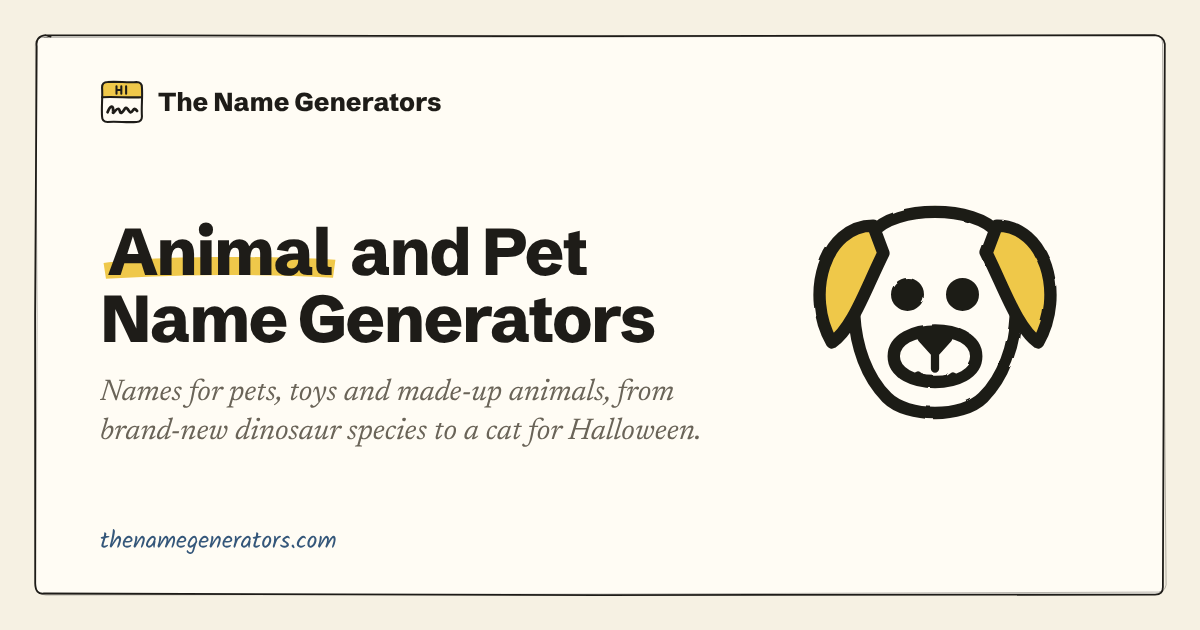 HI
The Name Generators
Animal and Pet
Name Generators
Names for pets, toys and made-up animals, from
brand-new dinosaur species to a cat for Halloween.
thenamegenerators.com